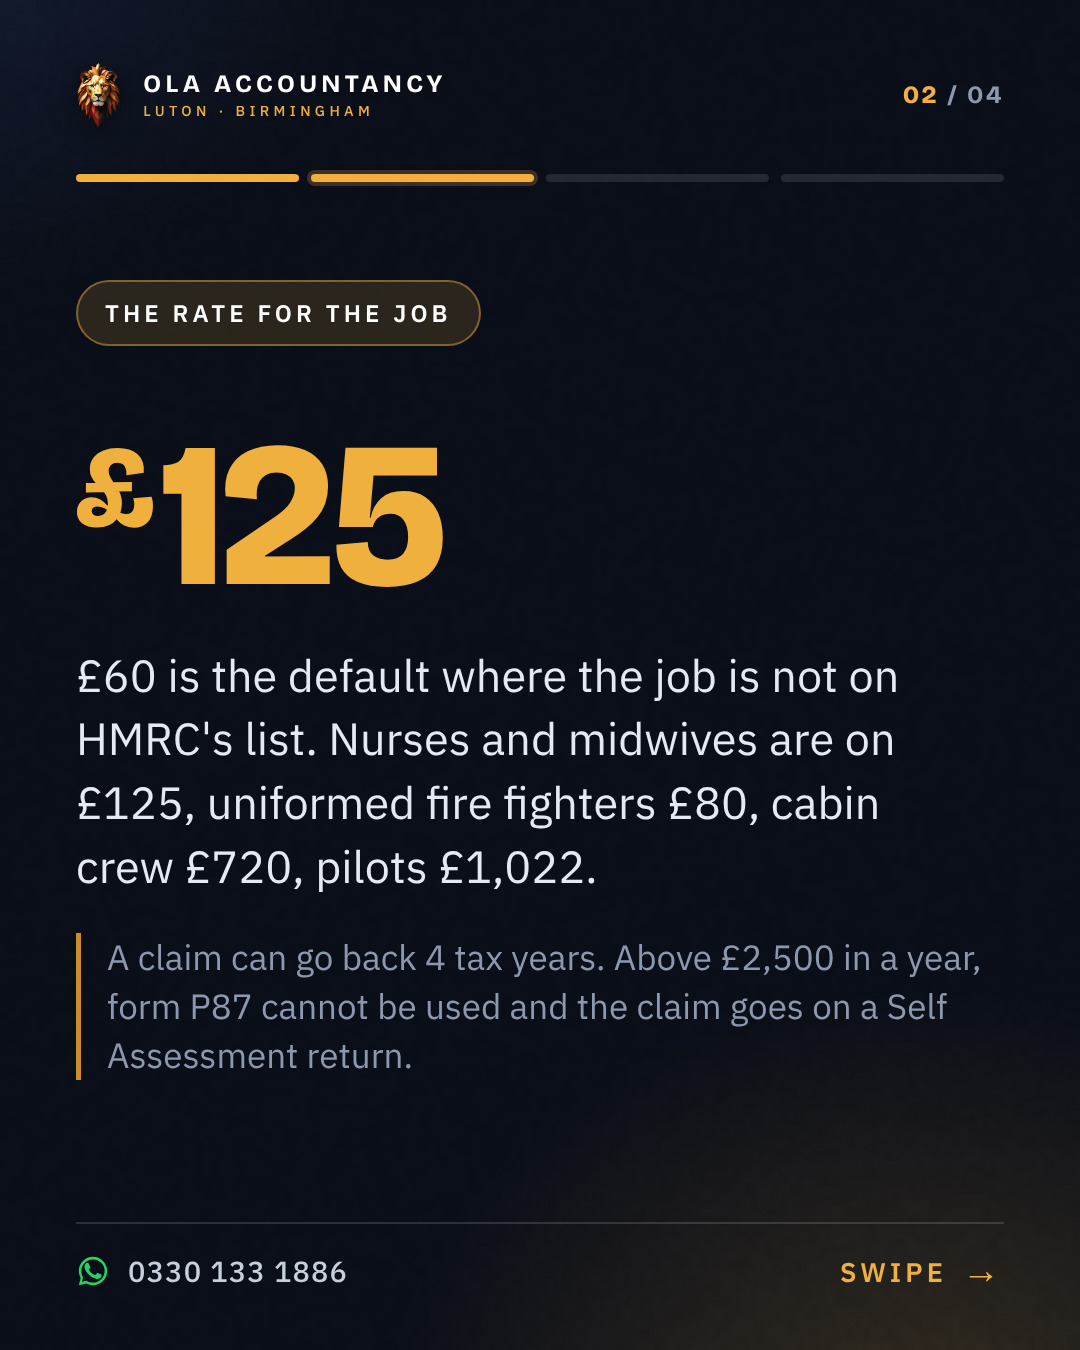 OLA ACCOUNTANCY
LUTON · BIRMINGHAM
02 / 04
THE RATE FOR THE JOB
£125
£60 is the default where the job is not on
HMRC's list. Nurses and midwives are on
£125, uniformed fire fighters £80, cabin
crew £720, pilots £1,022.
A claim can go back 4 tax years. Above £2,500 in a year,
form P87 cannot be used and the claim goes on a Self
Assessment return.
0330 133 1886
SWIPE →